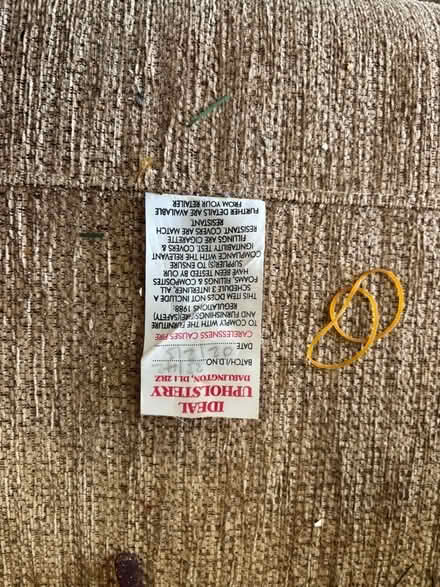 IDEAL
UPHOLSTERY
DARLINGTON, DL1 2RZ
BATCH/I.D NO.
DATE
CARELESSNESS CAUSES FIRE
TO COMPLY WITH THE FURNITURE
AND FURNISHINGS(FIRE)(SAFETY)
REGULATIONS 1988:
THIS ITEM DOES NOT INCLUDE A
SCHEDULE 3 INTERLINER, ALL
FOAMS, FILLINGS & COMPOSITES
HAVE BEEN TESTED BY OUR
SUPPLIER(S) TO ENSURE
COMPLIANCE WITH THE RELEVANT
IGNITABILITY TEST. COVERS &
FILLINGS ARE CIGARETTE
RESISTANT. COVERS ARE MATCH
RESISTANT.
FURTHER DETAILS ARE AVAILABLE
FROM YOUR RETAILER